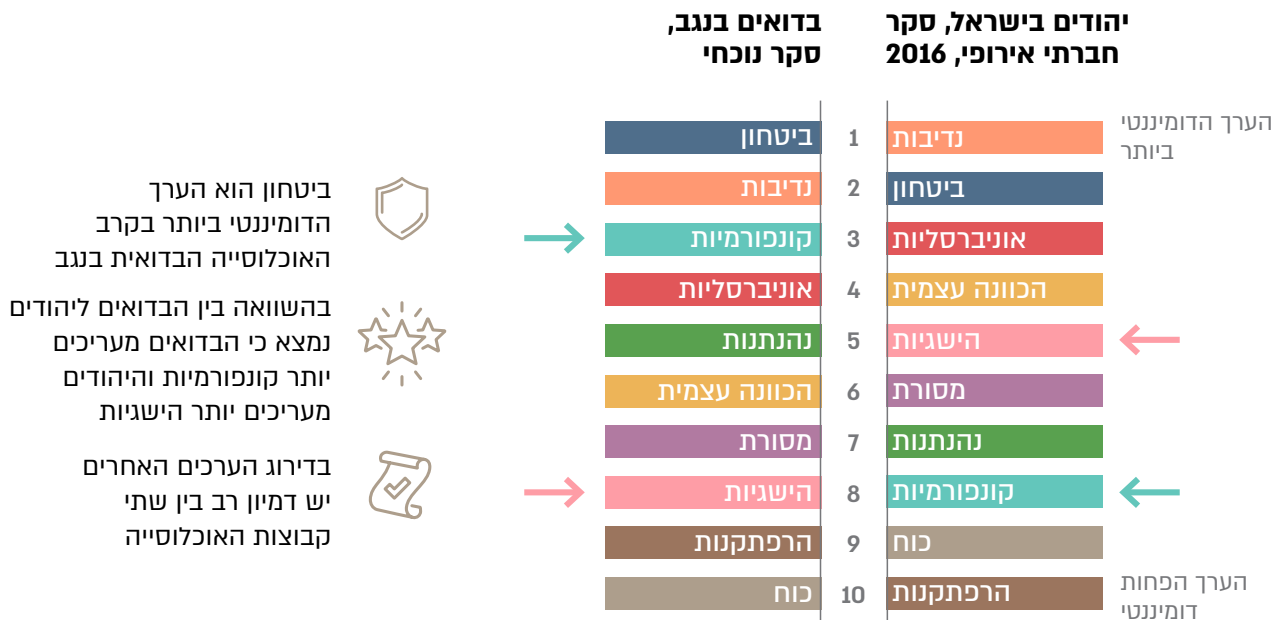 יהודים בישראל, סקר
חברתי אירופי, 2016
בדואים בנגב,
סקר נוכחי
הערך הדומיננטי
ביותר
נדיבות 1 ביטחון
ביטחון 2 נדיבות
אוניברסליות 3 קונפורמיות
הכוונה עצמית 4 אוניברסליות
הישגיות 5 נהנתנות
מסורת 6 הכוונה עצמית
נהנתנות 7 מסורת
קונפורמיות 8 הישגיות
כוח 9 הרפתקנות
הרפתקנות 10 כוח
הערך הפחות
דומיננטי
ביטחון הוא הערך
הדומיננטי ביותר בקרב
האוכלוסייה הבדואית בנגב
בהשוואה בין הבדואים ליהודים
נמצא כי הבדואים מעריכים
יותר קונפורמיות והיהודים
מעריכים יותר הישגיות
בדירוג הערכים האחרים
יש דמיון רב בין שתי
קבוצות האוכלוסייה